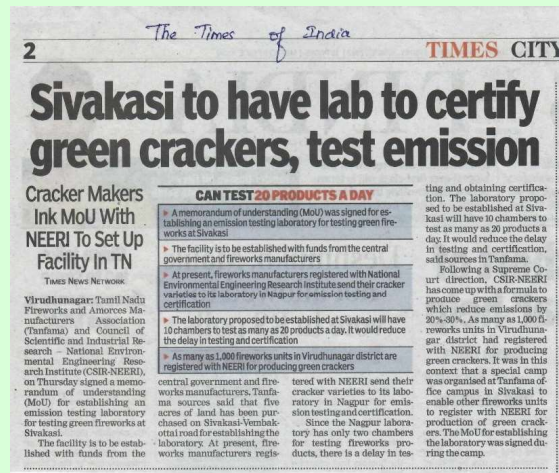 The Times of India
2
TIMES CITY
Sivakasi to have lab to certify
green crackers, test emission
Cracker Makers
Ink MoU With
NEERI To Set Up
Facility In TN
TIMES NEWS NETWORK
Virudhunagar: Tamil Nadu
Fireworks and Amorces Ma-
nufacturers Association
(Tanfama) and Council of
Scientific and Industrial Re-
search – National Environ-
mental Engineering Rese-
arch Institute (CSIR-NEERI),
on Thursday signed a memo-
randum of understanding
(MoU) for establishing an
emission testing laboratory
for testing green fireworks at
Sivakasi.
The facility is to be estab-
lished with funds from the
CAN TEST 20 PRODUCTS A DAY
► A memorandum of understanding (MoU) was signed for es-
tablishing an emission testing laboratory for testing green fire-
works at Sivakasi
► The facility is to be established with funds from the central
government and fireworks manufacturers
► At present, fireworks manufacturers registered with National
Environmental Engineering Research Institute send their cracker
varieties to its laboratory in Nagpur for emission testing and
certification
► The laboratory proposed to be established at Sivakasi will have
10 chambers to test as many as 20 products a day. It would reduce
the delay in testing and certification
► As many as 1,000 fireworks units in Virudhunagar district are
registered with NEERI for producing green crackers
central government and fire-
works manufacturers. Tanfa-
ma sources said that five
acres of land has been pur-
chased on Sivakasi-Vembak-
ottai road for establishing the
laboratory. At present, fire-
works manufacturers regis-
tered with NEERI send their
cracker varieties to its labo-
ratory in Nagpur for emis-
sion testing and certification.
Since the Nagpur labora-
tory has only two chambers
for testing fireworks pro-
ducts, there is a delay in tes-
ting and obtaining certifica-
tion. The laboratory propo-
sed to be established at Siva-
kasi will have 10 chambers to
test as many as 20 products a
day. It would reduce the delay
in testing and certification,
said sources in Tanfama.
Following a Supreme Co-
urt direction, CSIR-NEERI
has come up with a formula to
produce green crackers
which reduce emissions by
20%-30%. As many as 1,000 fi-
reworks units in Virudhuna-
gar district had registered
with NEERI for producing
green crackers. It was in this
context that a special camp
was organised at Tanfama of-
fice campus in Sivakasi to
enable other fireworks units
to register with NEERI for
production of green crack-
ers. The MoU for establishing
the laboratory was signed du-
ring the camp.